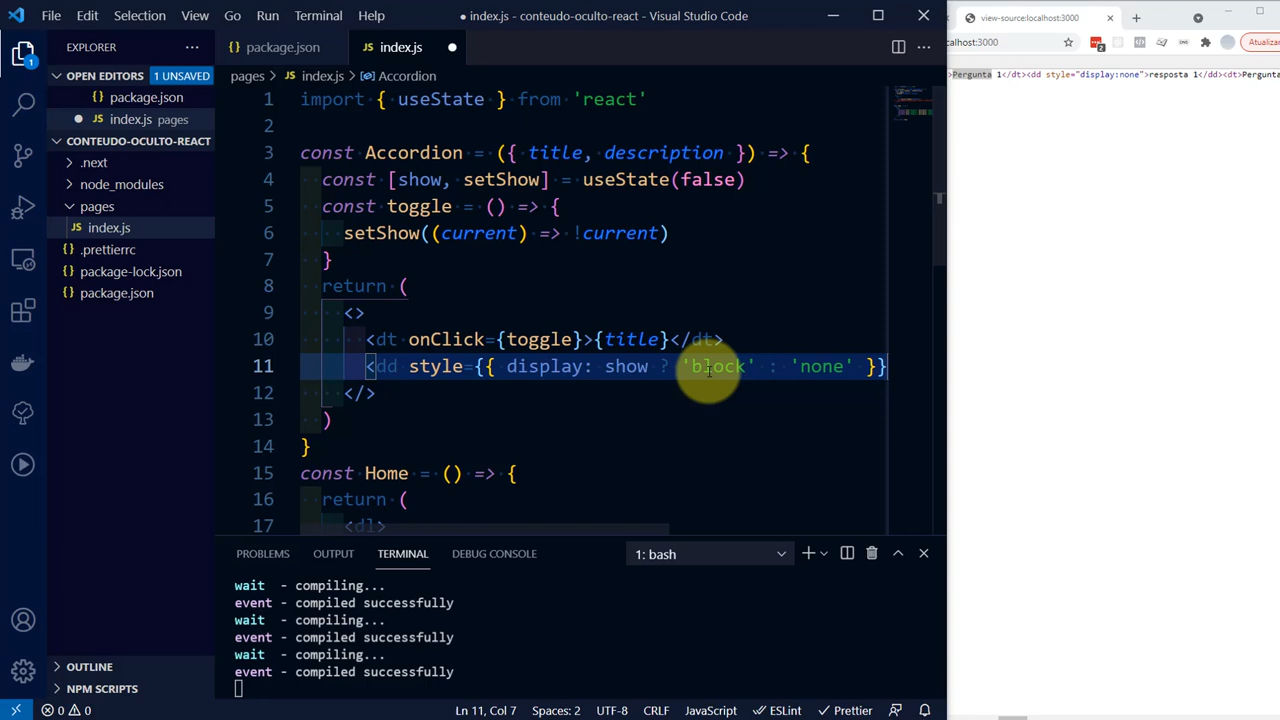 File Edit Selection View Go Run Terminal Help
● index.js - conteudo-oculto-react - Visual Studio Code
view-source:localhost:3000
EXPLORER
package.json
index.js
calhost:3000
2
Atualiza
1
OPEN EDITORS 1 UNSAVED
pages > index.js > Accordion
>Pergunta 1</dt><dd style="display:none">resposta 1</dd><dt>Pergunta
package.json
index.js pages
CONTEUDO-OCULTO-REACT
.next
node_modules
pages
index.js
.prettierrc
package-lock.json
package.json
1 import { useState } from 'react'
2
3 const Accordion = ({ title, description }) => {
4 const [show, setShow] = useState(false)
5 const toggle = () => {
6 setShow((current) => !current)
7 }
8 return (
9 <>
10 <dt onClick={toggle}>{title}</dt>
11 <dd style={{ display: show ? 'block' : 'none' }}
12 </>
13 )
14 }
15 const Home = () => {
16 return (
17 <dl>
PROBLEMS OUTPUT TERMINAL DEBUG CONSOLE
1: bash
wait - compiling...
event - compiled successfully
wait - compiling...
event - compiled successfully
wait - compiling...
event - compiled successfully
OUTLINE
NPM SCRIPTS
0 0
Ln 11, Col 7 Spaces: 2 UTF-8 CRLF JavaScript ESLint Prettier